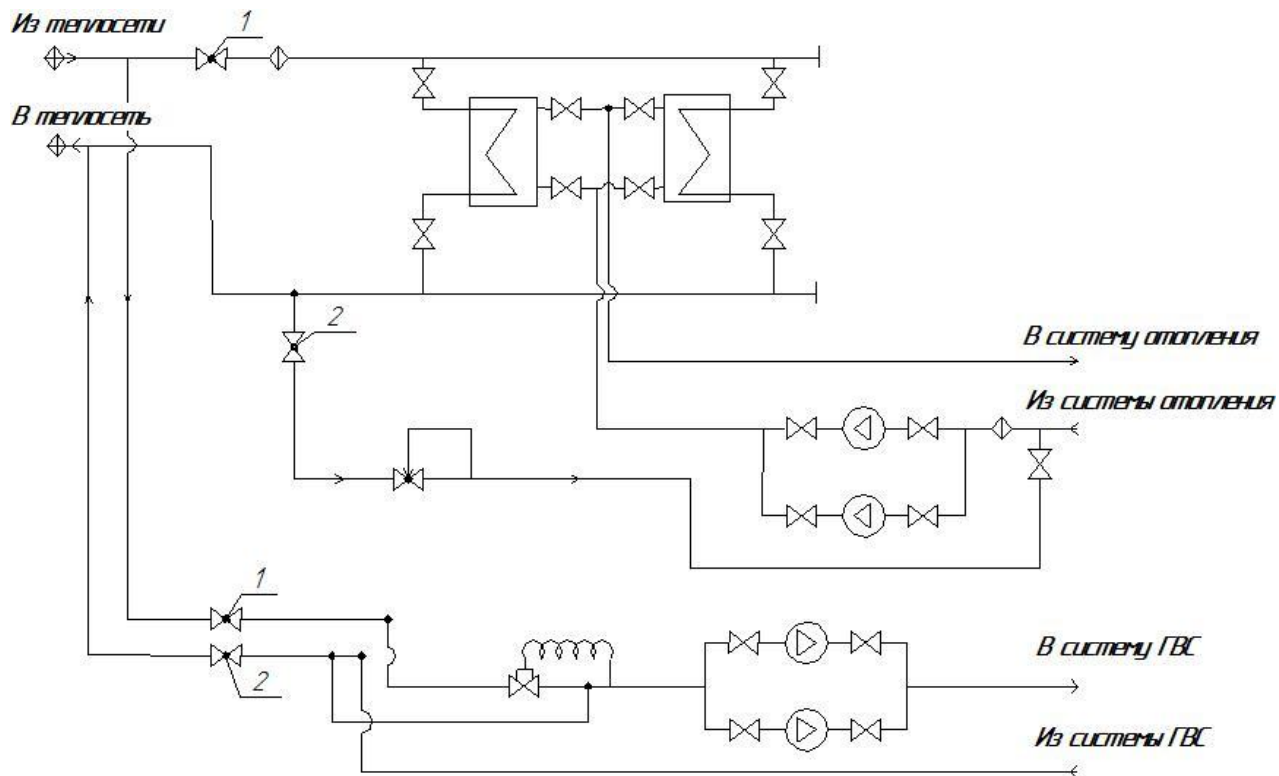 Из теплосети
1
В теплосеть
2
В систему отопления
Из системы отопления
1
2
В систему ГВС
Из системы ГВС